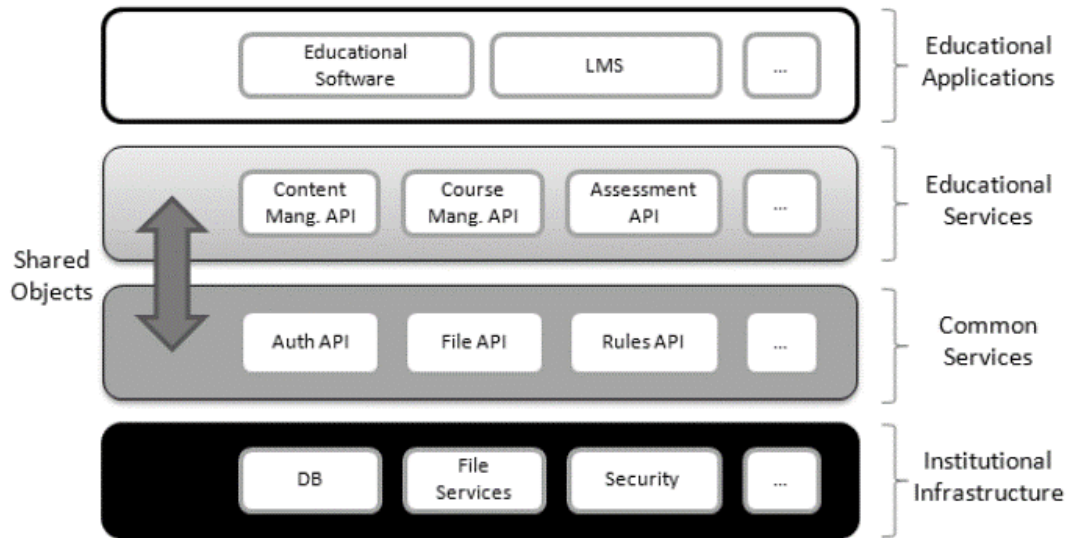 Educational
Software
LMS
...
Educational
Applications
Content
Mang. API
Course
Mang. API
Assessment
API
...
Educational
Services
Shared
Objects
Auth API
File API
Rules API
...
Common
Services
DB
File
Services
Security
...
Institutional
Infrastructure